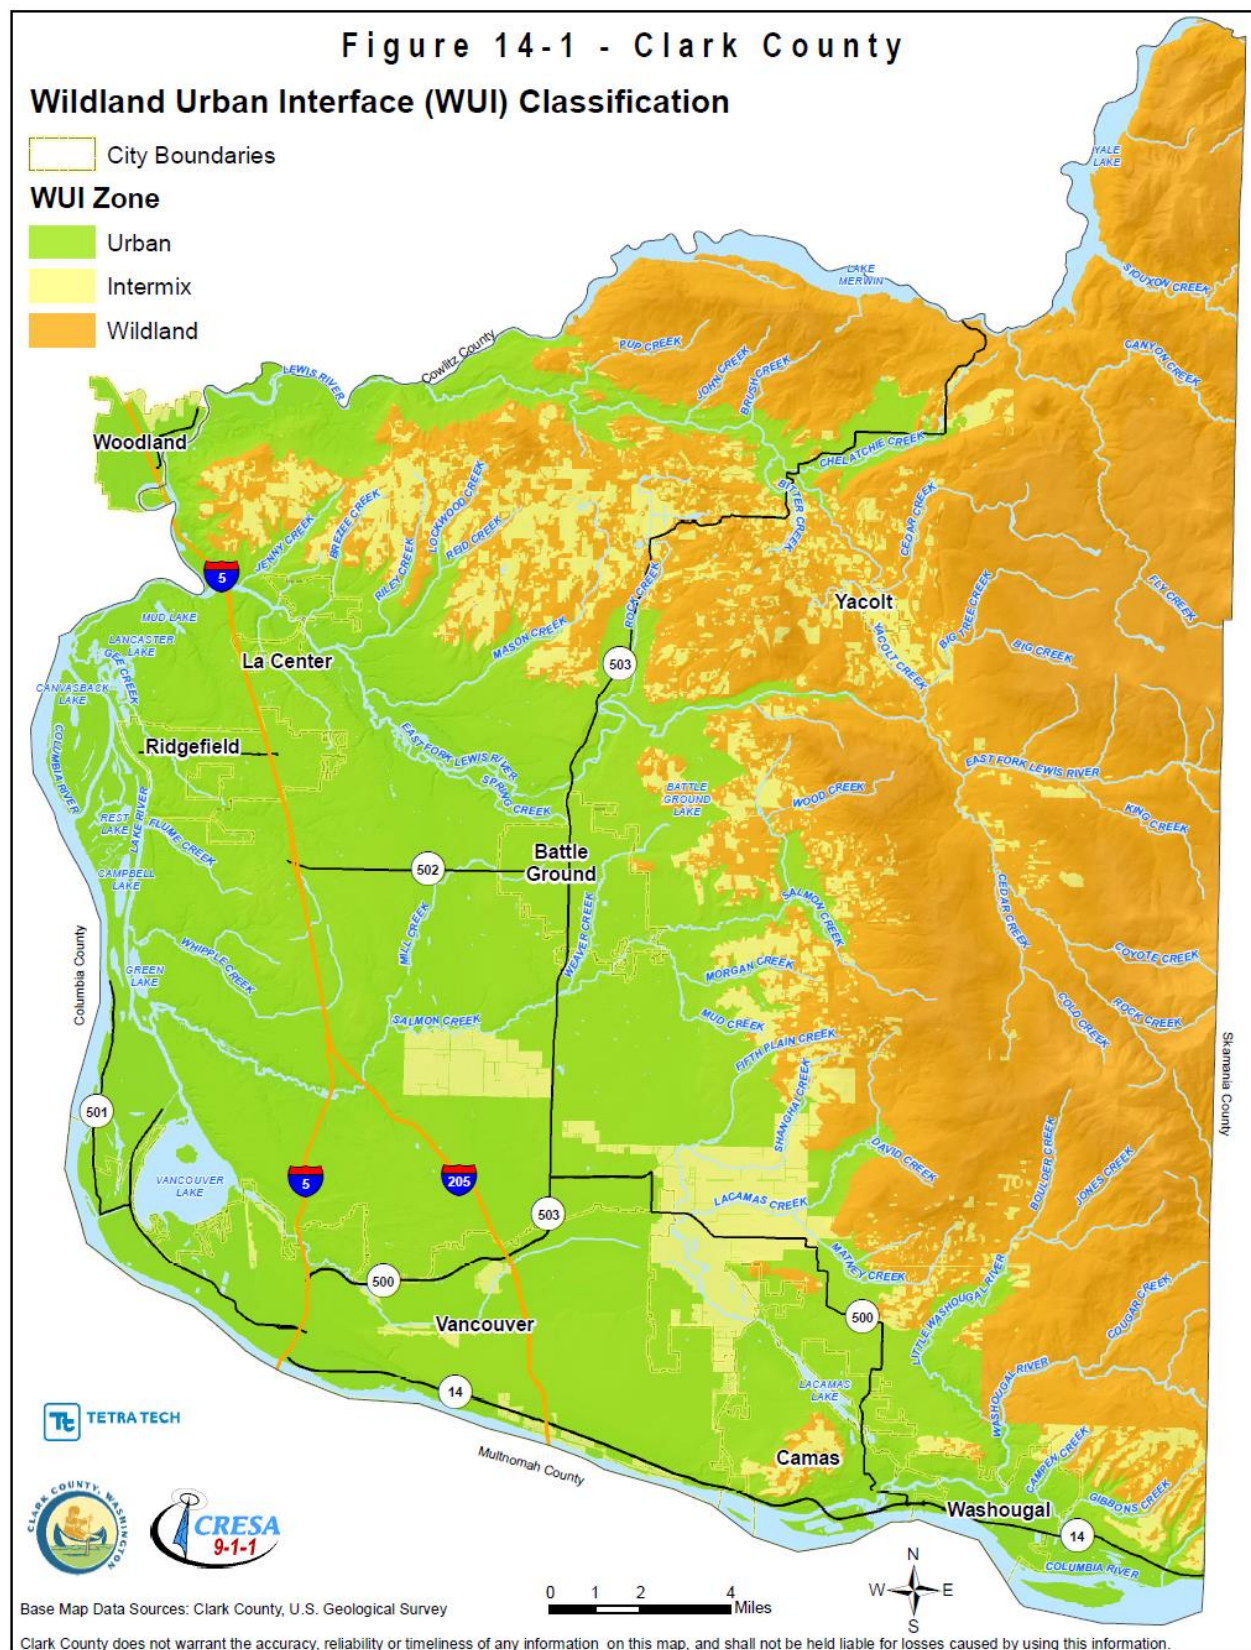 Figure 14-1 - Clark County
Wildland Urban Interface (WUI) Classification
City Boundaries
WUI Zone
Urban
Intermix
Wildland
YALE
LAKE
SIOUXON CREEK
LAKE
MERWIN
CANYON CREEK
Cowlitz County
PUP CREEK
JOHN CREEK
BRUSH CREEK
LEWIS RIVER
Woodland
CHELATCHIE CREEK
BITTER CREEK
CEDAR CREEK
LOCKWOOD CREEK
BREZEE CREEK
JENNY CREEK
REID CREEK
RILEY CREEK
ROCK CREEK
FLY CREEK
5
Yacolt
BIG TREE CREEK
MUD LAKE
MASON CREEK
YACOLT CREEK
BIG CREEK
LANCASTER
LAKE
GEE CREEK
La Center
503
CANVASBACK
LAKE
COLUMBIA RIVER
Ridgefield
EAST FORK LEWIS RIVER
SPRING CREEK
EAST FORK LEWIS RIVER
BATTLE
GROUND
LAKE
WOOD CREEK
KING CREEK
REST
LAKE
LAKE RIVER
FLUME CREEK
Battle
Ground
502
CAMPBELL
LAKE
SALMON CREEK
CEDAR CREEK
MILL CREEK
WEAVER CREEK
WHIPPLE CREEK
COYOTE CREEK
GREEN
LAKE
MORGAN CREEK
Columbia County
SALMON CREEK
MUD CREEK
COLD CREEK
ROCK CREEK
FIFTH PLAIN CREEK
Skamania County
SHANGHAI CREEK
501
BOULDER CREEK
DAVID CREEK
JONES CREEK
VANCOUVER
LAKE
5
205
LACAMAS CREEK
503
MATNEY CREEK
500
LITTLE WASHOUGAL RIVER
COUGAR CREEK
500
Vancouver
WASHOUGAL RIVER
14
LACAMAS
LAKE
Tt
TETRA TECH
Multnomah County
Camas
CAMPEN CREEK
GIBBONS CREEK
Washougal
14
COLUMBIA RIVER
CLARK COUNTY, WASHINGTON
CRESA
9-1-1
N
W E
S
0 1 2 4
Miles
Base Map Data Sources: Clark County, U.S. Geological Survey
Clark County does not warrant the accuracy, reliability or timeliness of any information on this map, and shall not be held liable for losses caused by using this information.